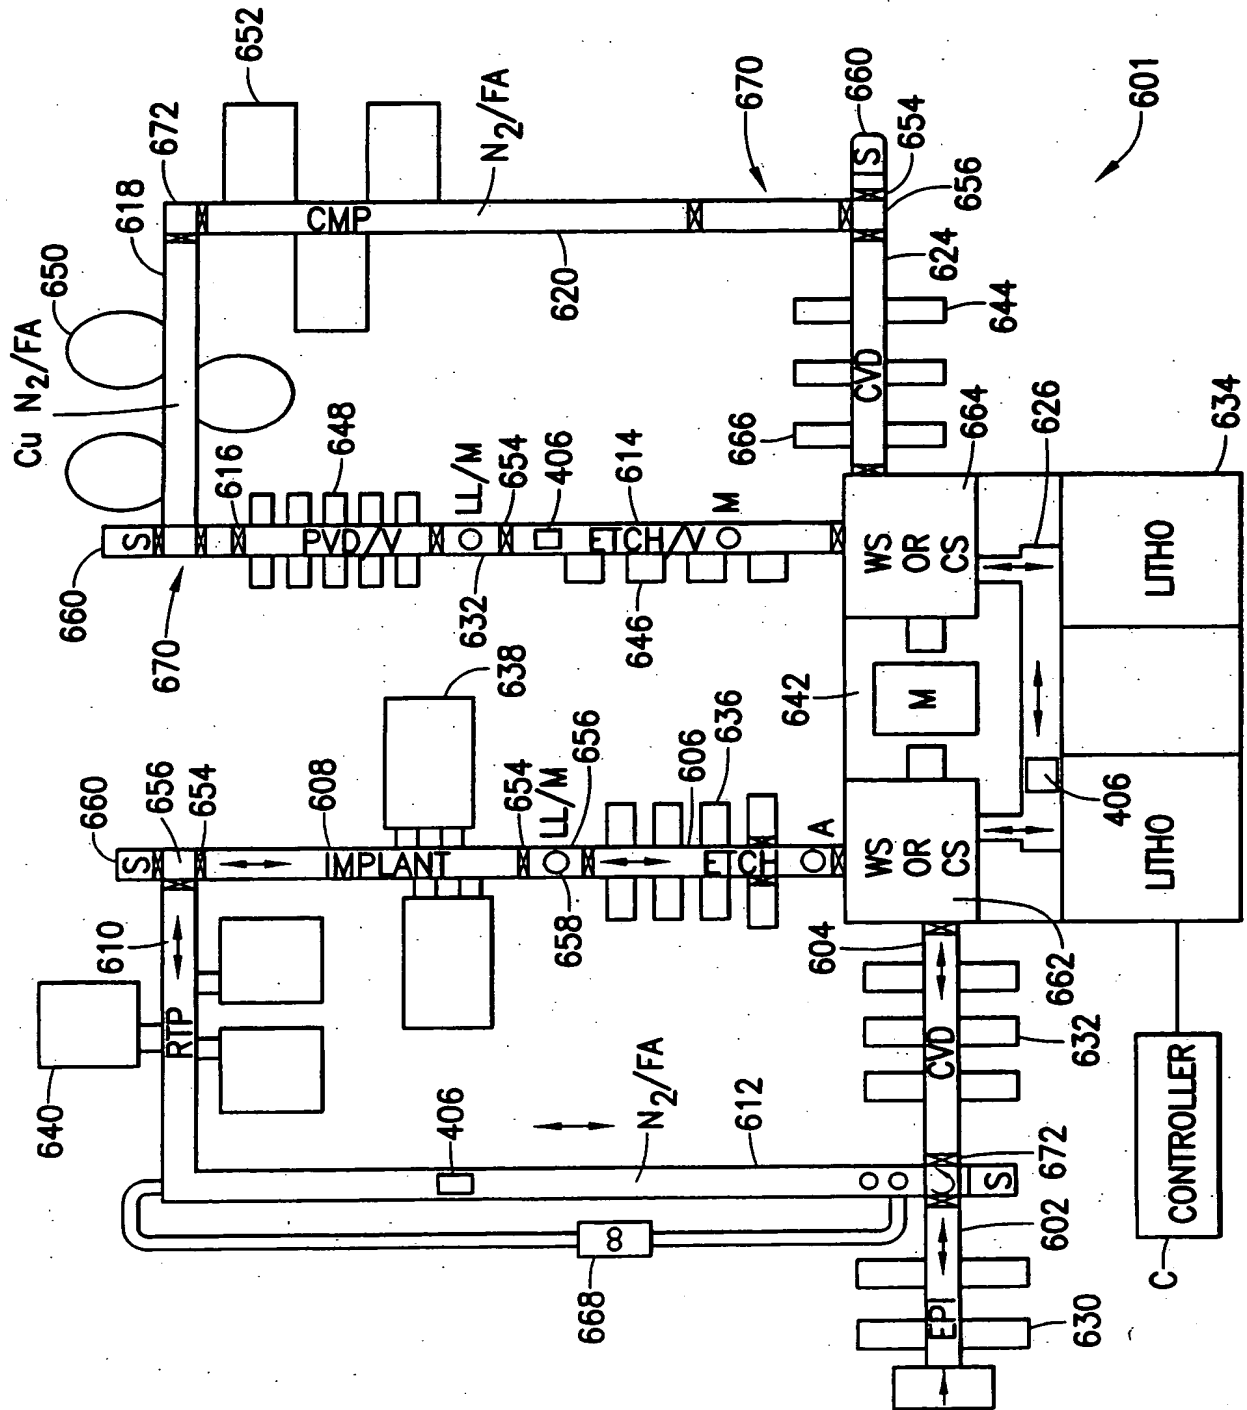 652
672
618
650
Cu N2/FA
CMP
N2/FA
670
660
654
656
601
620
624
644
S
CVD
666
664
626
634
616
648
LL/M
654
406
614
M
660
S
PVD/V
ETCH/V
WS
OR
CS
LITHO
670
632
646
638
642
M
636
606
656
LL/M
654
608
660
656
654
S
IMPLANT
ETCH
A
WS
OR
CS
406
LITHO
610
658
604
662
640
RTP
CVD
632
CONTROLLER
C
406
N2/FA
612
672
S
602
668
EPI
630